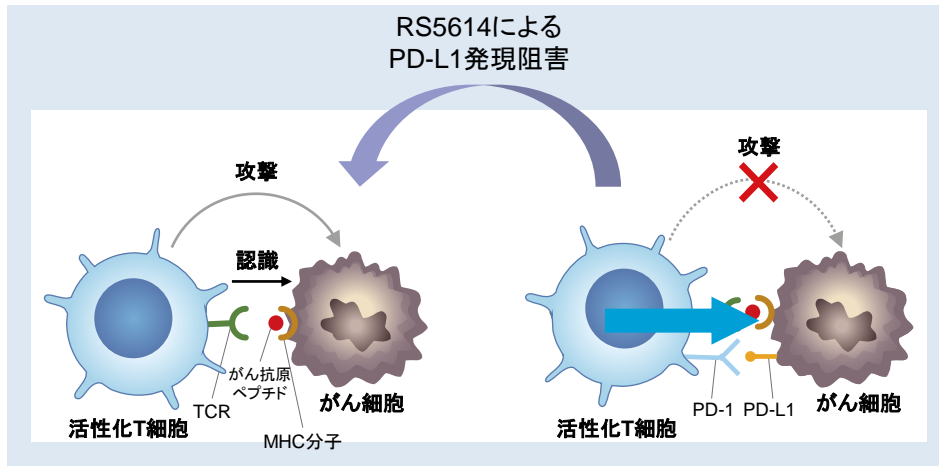 RS5614による
PD-L1発現阻害
攻撃
認識
TCR
がん抗原
ペプチド
MHC分子
活性化T細胞
がん細胞
攻撃
PD-1
PD-L1
活性化T細胞
がん細胞